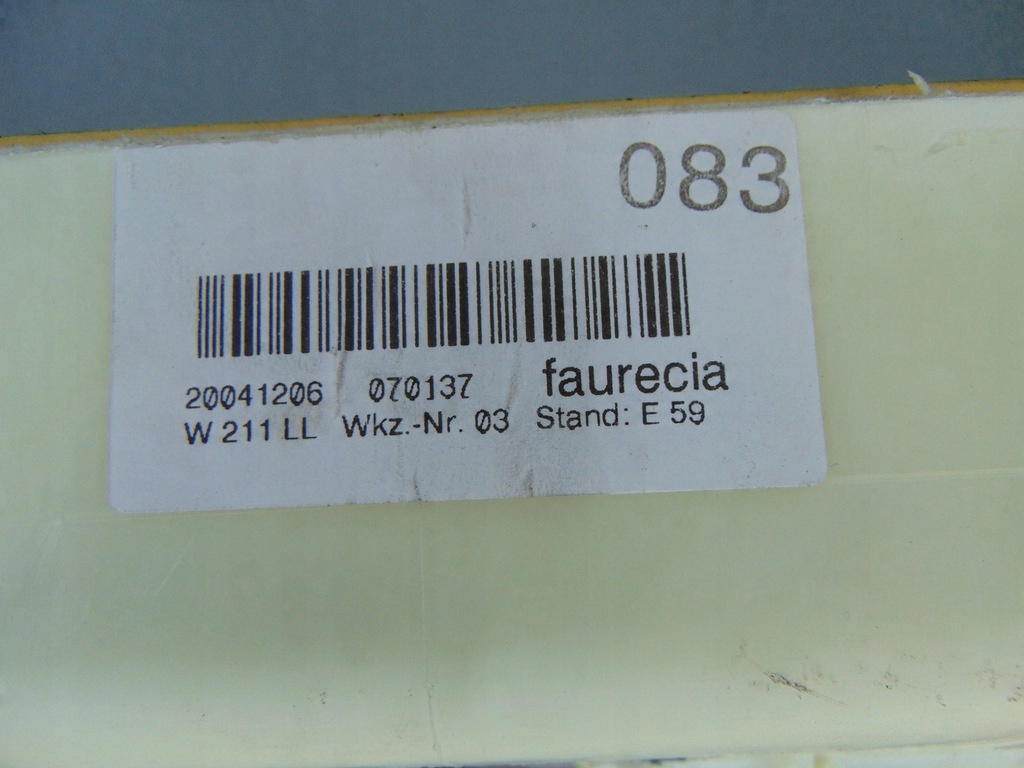 083
20041206 070137 faurecia
W 211 LL Wkz.-Nr. 03 Stand: E 59